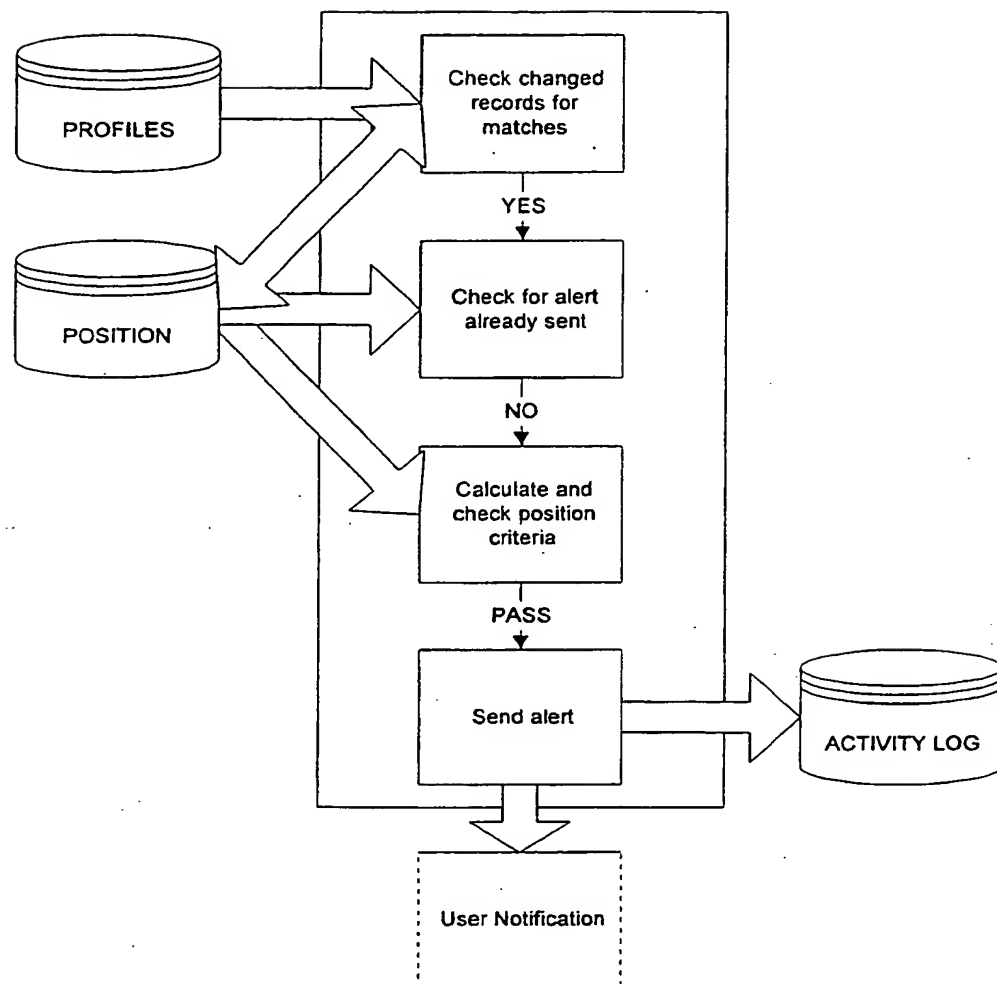 PROFILES
Check changed
records for
matches
YES
POSITION
Check for alert
already sent
NO
Calculate and
check position
criteria
PASS
Send alert
ACTIVITY LOG
User Notification